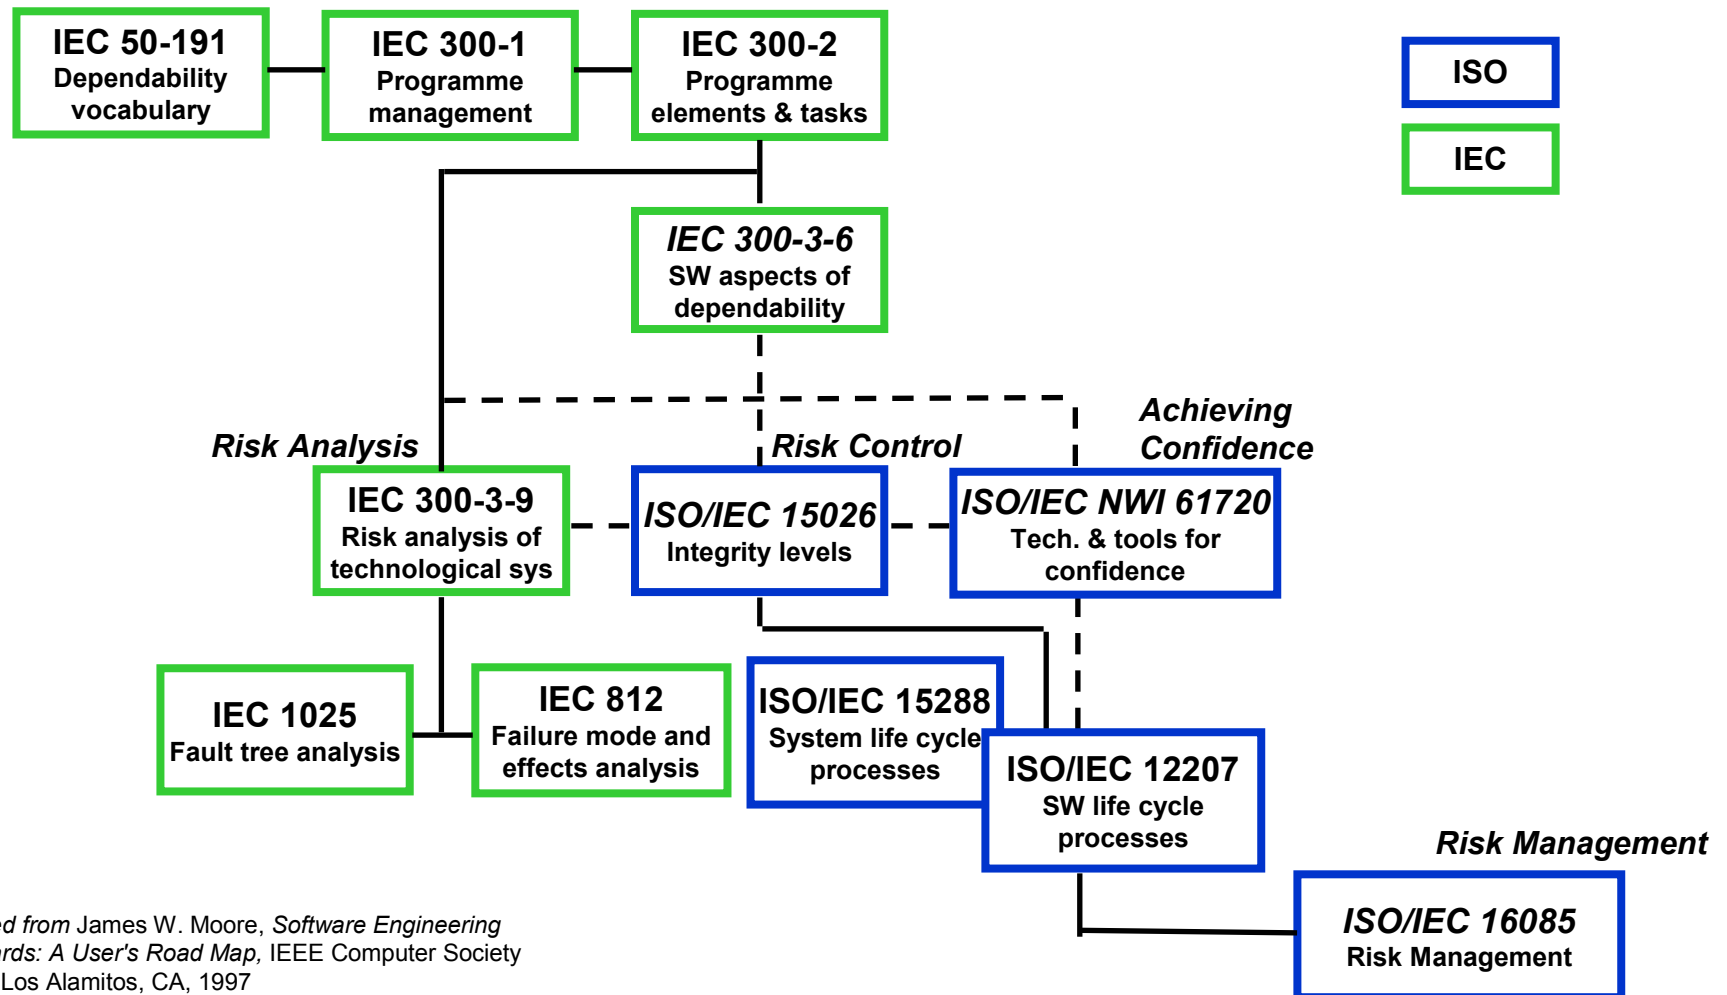 IEC 50-191
Dependability
vocabulary
IEC 300-1
Programme
management
IEC 300-2
Programme
elements & tasks
ISO
IEC
IEC 300-3-6
SW aspects of
dependability
Achieving
Confidence
Risk Analysis
Risk Control
IEC 300-3-9
Risk analysis of
technological sys
ISO/IEC 15026
Integrity levels
ISO/IEC NWI 61720
Tech. & tools for
confidence
IEC 1025
Fault tree analysis
IEC 812
Failure mode and
effects analysis
ISO/IEC 15288
System life cycle
processes
ISO/IEC 12207
SW life cycle
processes
Risk Management
ISO/IEC 16085
Risk Management
from James W. Moore, Software Engineering
A User's Road Map, IEEE Computer Society
Los Alamitos, CA, 1997